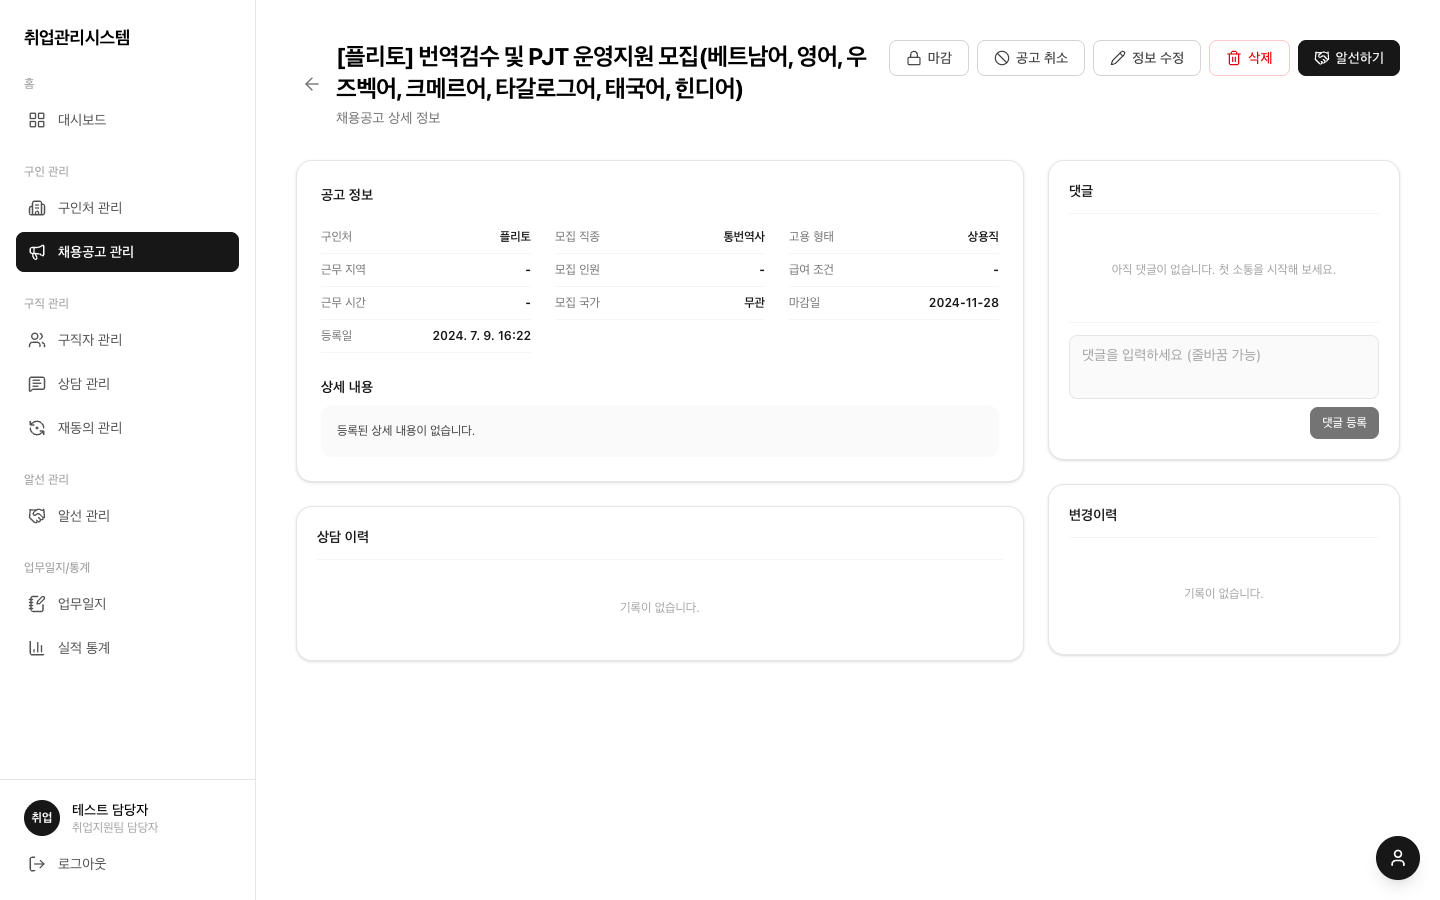 취업관리시스템
홈
대시보드
구인 관리
구인처 관리
채용공고 관리
구직 관리
구직자 관리
상담 관리
재동의 관리
알선 관리
알선 관리
업무일지/통계
업무일지
실적 통계
취업
테스트 담당자
취업지원팀 담당자
로그아웃
[플리토] 번역검수 및 PJT 운영지원 모집(베트남어, 영어, 우
즈벡어, 크메르어, 타갈로그어, 태국어, 힌디어)
채용공고 상세 정보
마감
공고 취소
정보 수정
삭제
알선하기
공고 정보
구인처 플리토
모집 직종 통번역사
고용 형태 상용직
근무 지역 -
모집 인원 -
급여 조건 -
근무 시간 -
모집 국가 무관
마감일 2024-11-28
등록일 2024. 7. 9. 16:22
상세 내용
등록된 상세 내용이 없습니다.
상담 이력
기록이 없습니다.
댓글
아직 댓글이 없습니다. 첫 소통을 시작해 보세요.
댓글을 입력하세요 (줄바꿈 가능)
댓글 등록
변경이력
기록이 없습니다.